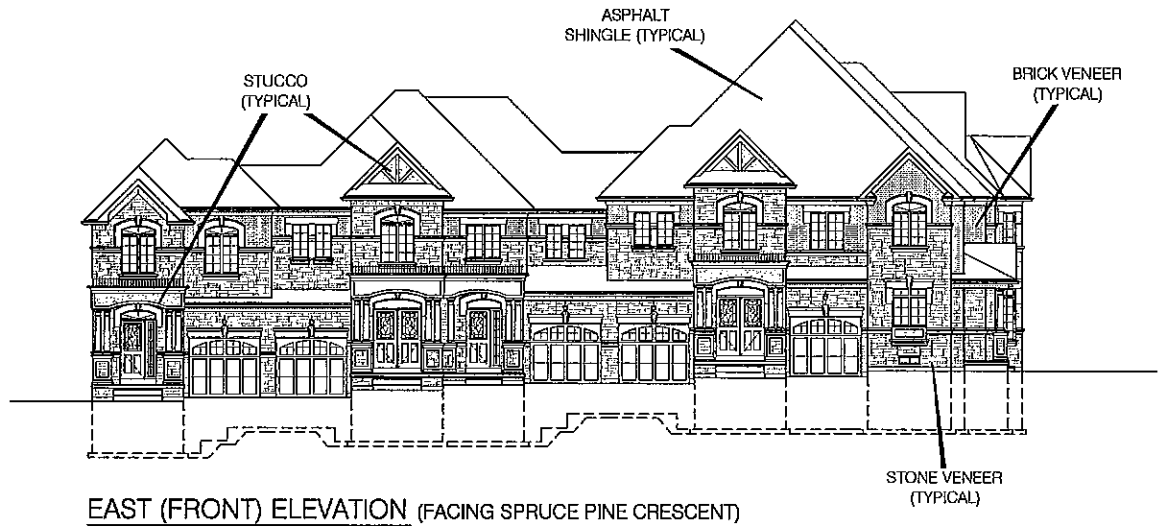 ASPHALT
SHINGLE (TYPICAL)
STUCCO
(TYPICAL)
BRICK VENEER
(TYPICAL)
STONE VENEER
(TYPICAL)
EAST (FRONT) ELEVATION (FACING SPRUCE PINE CRESCENT)